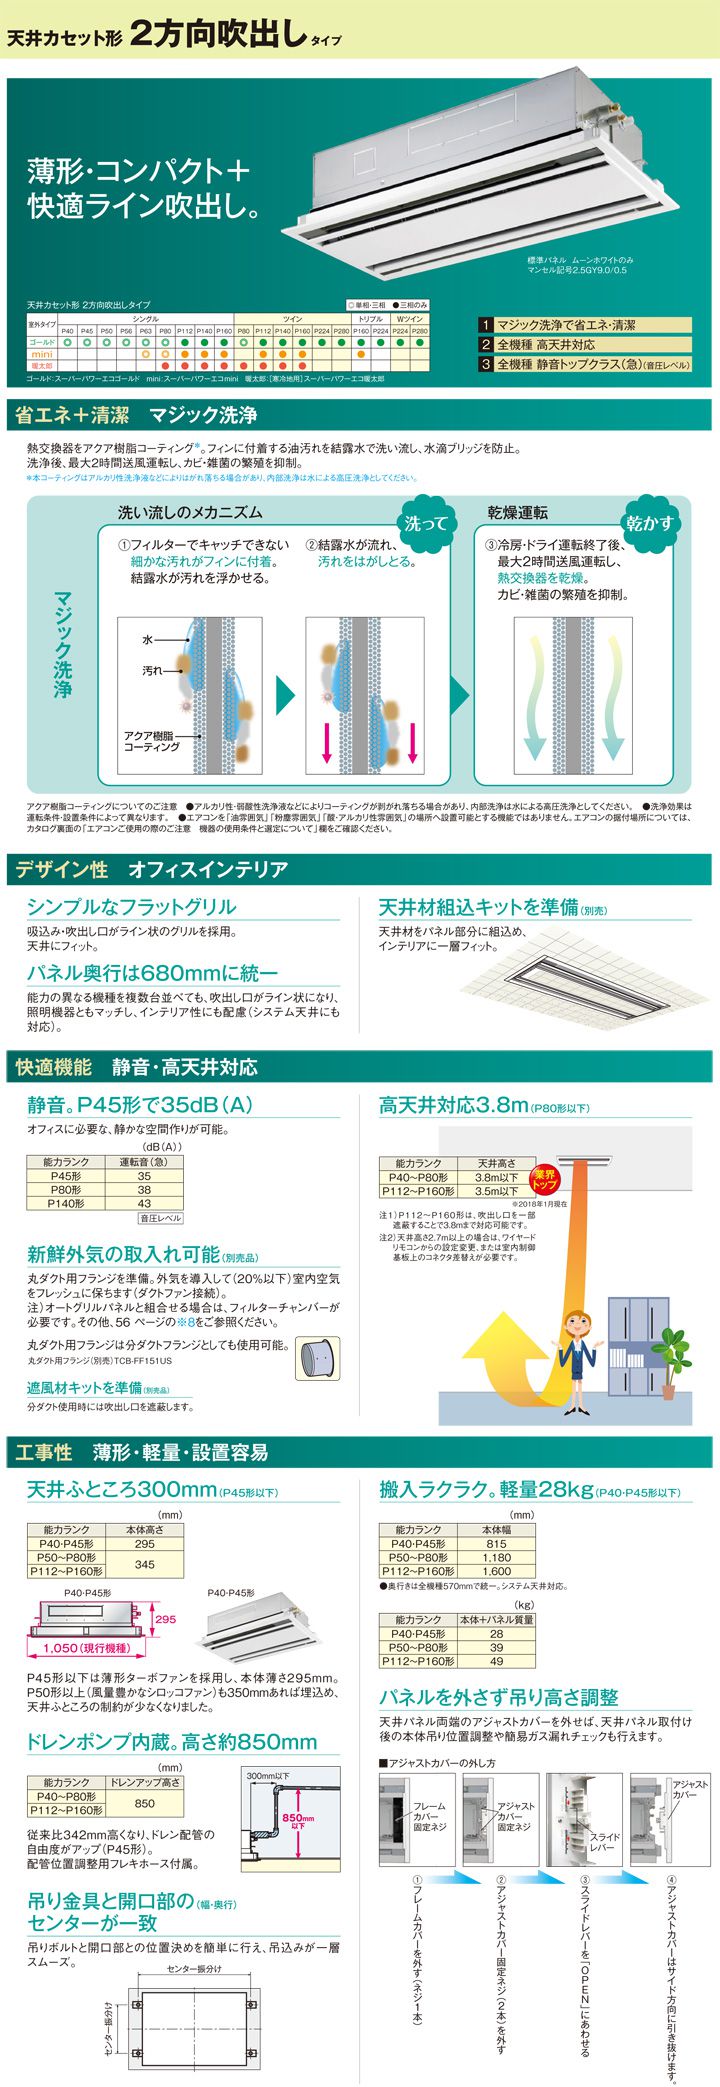 天井カセット形 2方向吹出しタイプ
薄形・コンパクト＋
快適ライン吹出し。
標準パネル ムーンホワイトのみ
マンセル記号2.5GY9.0/0.5
天井カセット形 2方向吹出しタイプ
◎単相・三相 ●三相のみ
室外タイプ シングル ツイン トリプル Wツイン
P40 P45 P50 P56 P63 P80 P112 P140 P160 P80 P112 P140 P160 P224 P280 P160 P224 P224 P280
ゴールド ◎ ◎ ◎ ◎ ◎ ◎ ● ● ● ◎ ● ● ● ● ● ● ● ● ●
mini ◎ ◎ ● ● ● ◎ ● ● ● ●
暖太郎 ● ● ● ● ● ● ● ●
ゴールド：スーパーパワーエコゴールド mini：スーパーパワーエコmini 暖太郎：[寒冷地用]スーパーパワーエコ暖太郎
1 マジック洗浄で省エネ・清潔
2 全機種 高天井対応
3 全機種 静音トップクラス（急）（音圧レベル）
省エネ＋清潔 マジック洗浄
熱交換器をアクア樹脂コーティング＊。フィンに付着する油汚れを結露水で洗い流し、水滴ブリッジを防止。
洗浄後、最大2時間送風運転し、カビ・雑菌の繁殖を抑制。
＊本コーティングはアルカリ性洗浄液などによりはがれ落ちる場合があり、内部洗浄は水による高圧洗浄としてください。
マジック洗浄
洗い流しのメカニズム
洗って
①フィルターでキャッチできない
細かな汚れがフィンに付着。
結露水が汚れを浮かせる。
②結露水が流れ、
汚れをはがしとる。
水
汚れ
アクア樹脂
コーティング
乾燥運転
乾かす
③冷房・ドライ運転終了後、
最大2時間送風運転し、
熱交換器を乾燥。
カビ・雑菌の繁殖を抑制。
アクア樹脂コーティングについてのご注意 ●アルカリ性・弱酸性洗浄液などによりコーティングが剥がれ落ちる場合があり、内部洗浄は水による高圧洗浄としてください。 ●洗浄効果は
運転条件・設置条件によって異なります。 ●エアコンを「油雰囲気」「粉塵雰囲気」「酸・アルカリ性雰囲気」の場所へ設置可能とする機能ではありません。エアコンの据付場所については、
カタログ裏面の「エアコンご使用の際のご注意 機器の使用条件と選定について」欄をご確認ください。
デザイン性 オフィスインテリア
シンプルなフラットグリル
吸込み・吹出し口がライン状のグリルを採用。
天井にフィット。
パネル奥行は680mmに統一
能力の異なる機種を複数台並べても、吹出し口がライン状になり、
照明機器ともマッチし、インテリア性にも配慮（システム天井にも
対応）。
天井材組込キットを準備（別売）
天井材をパネル部分に組込め、
インテリアに一層フィット。
快適機能 静音・高天井対応
静音。P45形で35dB（A）
オフィスに必要な、静かな空間作りが可能。
（dB（A））
能力ランク 運転音（急）
P45形 35
P80形 38
P140形 43
音圧レベル
新鮮外気の取入れ可能（別売品）
丸ダクト用フランジを準備。外気を導入して（20%以下）室内空気
をフレッシュに保ちます（ダクトファン接続）。
注）オートグリルパネルと組合せる場合は、フィルターチャンバーが
必要です。その他、56 ページの※8をご参照ください。
丸ダクト用フランジは分ダクトフランジとしても使用可能。
丸ダクト用フランジ（別売）TCB-FF151US
遮風材キットを準備（別売品）
分ダクト使用時には吹出し口を遮蔽します。
高天井対応3.8m（P80形以下）
能力ランク 天井高さ
P40～P80形 3.8m以下
P112～P160形 3.5m以下
業界
トップ
※2018年1月現在
注1）P112～P160形は、吹出し口を一部
遮蔽することで3.8mまで対応可能です。
注2）天井高さ2.7m以上の場合は、ワイヤード
リモコンからの設定変更、または室内制御
基板上のコネクタ差替えが必要です。
工事性 薄形・軽量・設置容易
天井ふところ300mm（P45形以下）
（mm）
能力ランク 本体高さ
P40・P45形 295
P50～P80形 345
P112～P160形
P40・P45形
295
1,050（現行機種）
P40・P45形
P45形以下は薄形ターボファンを採用し、本体薄さ295mm。
P50形以上（風量豊かなシロッコファン）も350mmあれば埋込め、
天井ふところの制約が少なくなりました。
ドレンポンプ内蔵。高さ約850mm
（mm）
能力ランク ドレンアップ高さ
P40～P80形 850
P112～P160形
従来比342mm高くなり、ドレン配管の
自由度がアップ（P45形）。
配管位置調整用フレキホース付属。
300mm以下
850mm
以下
吊り金具と開口部の（幅・奥行）
センターが一致
吊りボルトと開口部との位置決めを簡単に行え、吊込みが一層
スムーズ。
センター振分け
センター振分け
搬入ラクラク。軽量28kg（P40・P45形以下）
（mm）
能力ランク 本体幅
P40・P45形 815
P50～P80形 1,180
P112～P160形 1,600
●奥行きは全機種570mmで統一。システム天井対応。
（kg）
能力ランク 本体＋パネル質量
P40・P45形 28
P50～P80形 39
P112～P160形 49
パネルを外さず吊り高さ調整
天井パネル両端のアジャストカバーを外せば、天井パネル取付け
後の本体吊り位置調整や簡易ガス漏れチェックも行えます。
■アジャストカバーの外し方
フレーム
カバー
固定ネジ
アジャスト
カバー
固定ネジ
スライド
レバー
アジャスト
カバー
①フレームカバーを外す（ネジ1本）
②アジャストカバー固定ネジ（2本）を外す
③スライドレバーを「OPEN」にあわせる
④アジャストカバーはサイド方向に引き抜けます。